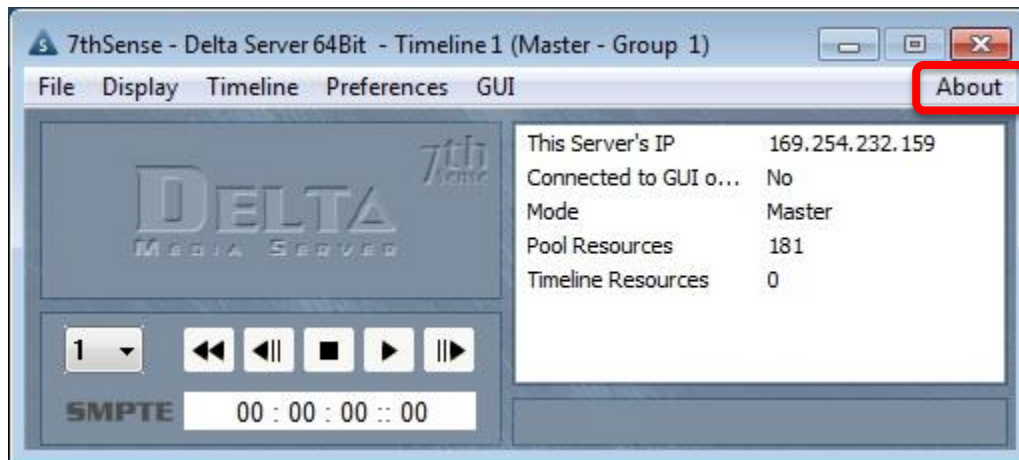 7thSense - Delta Server 64Bit - Timeline 1 (Master - Group 1)
File Display Timeline Preferences GUI About
7th
Sense
DELTA
MEDIA SERVER
This Server's IP 169.254.232.159
Connected to GUI o... No
Mode Master
Pool Resources 181
Timeline Resources 0
1
SMPTE 00 : 00 : 00 :: 00